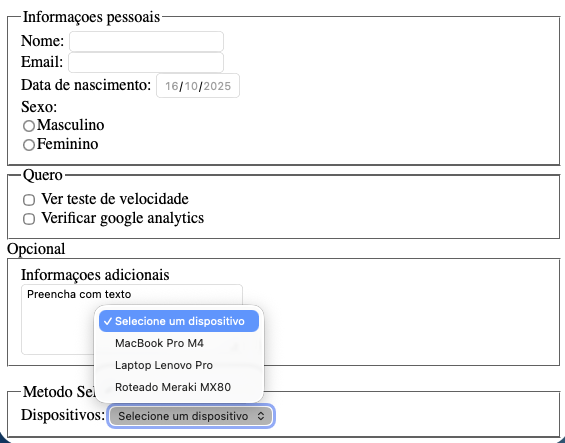 Informaçoes pessoais
Nome:
Email:
Data de nascimento: 16/10/2025
Sexo:
Masculino
Feminino
Quero
Ver teste de velocidade
Verificar google analytics
Opcional
Informaçoes adicionais
Preencha com texto
✓ Selecione um dispositivo
MacBook Pro M4
Laptop Lenovo Pro
Roteado Meraki MX80
Metodo
Dispositivos: Selecione um dispositivo